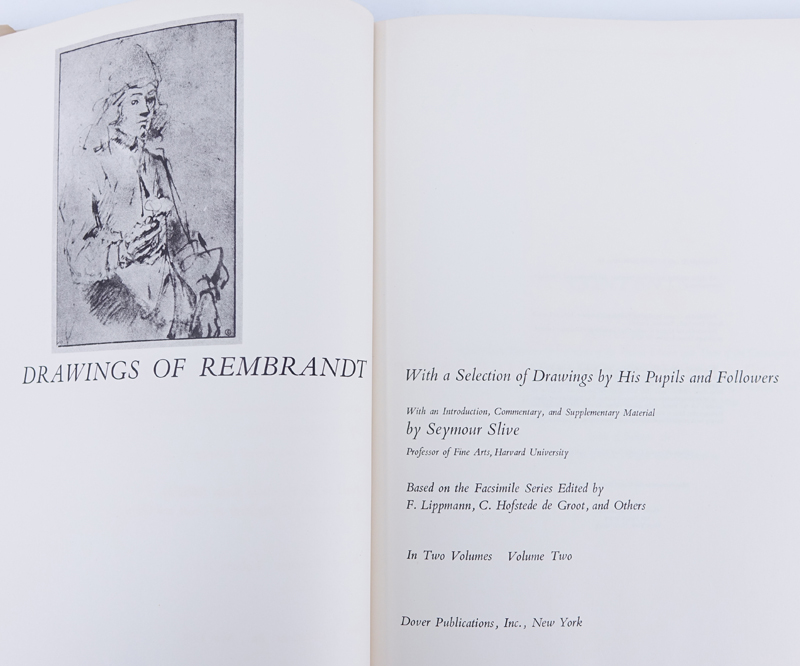 DRAWINGS OF REMBRANDT
With a Selection of Drawings by His Pupils and Followers
With an Introduction, Commentary, and Supplementary Material
by Seymour Slive
Professor of Fine Arts, Harvard University
Based on the Facsimile Series Edited by
F. Lippmann, C. Hofstede de Groot, and Others
In Two Volumes Volume Two
Dover Publications, Inc., New York